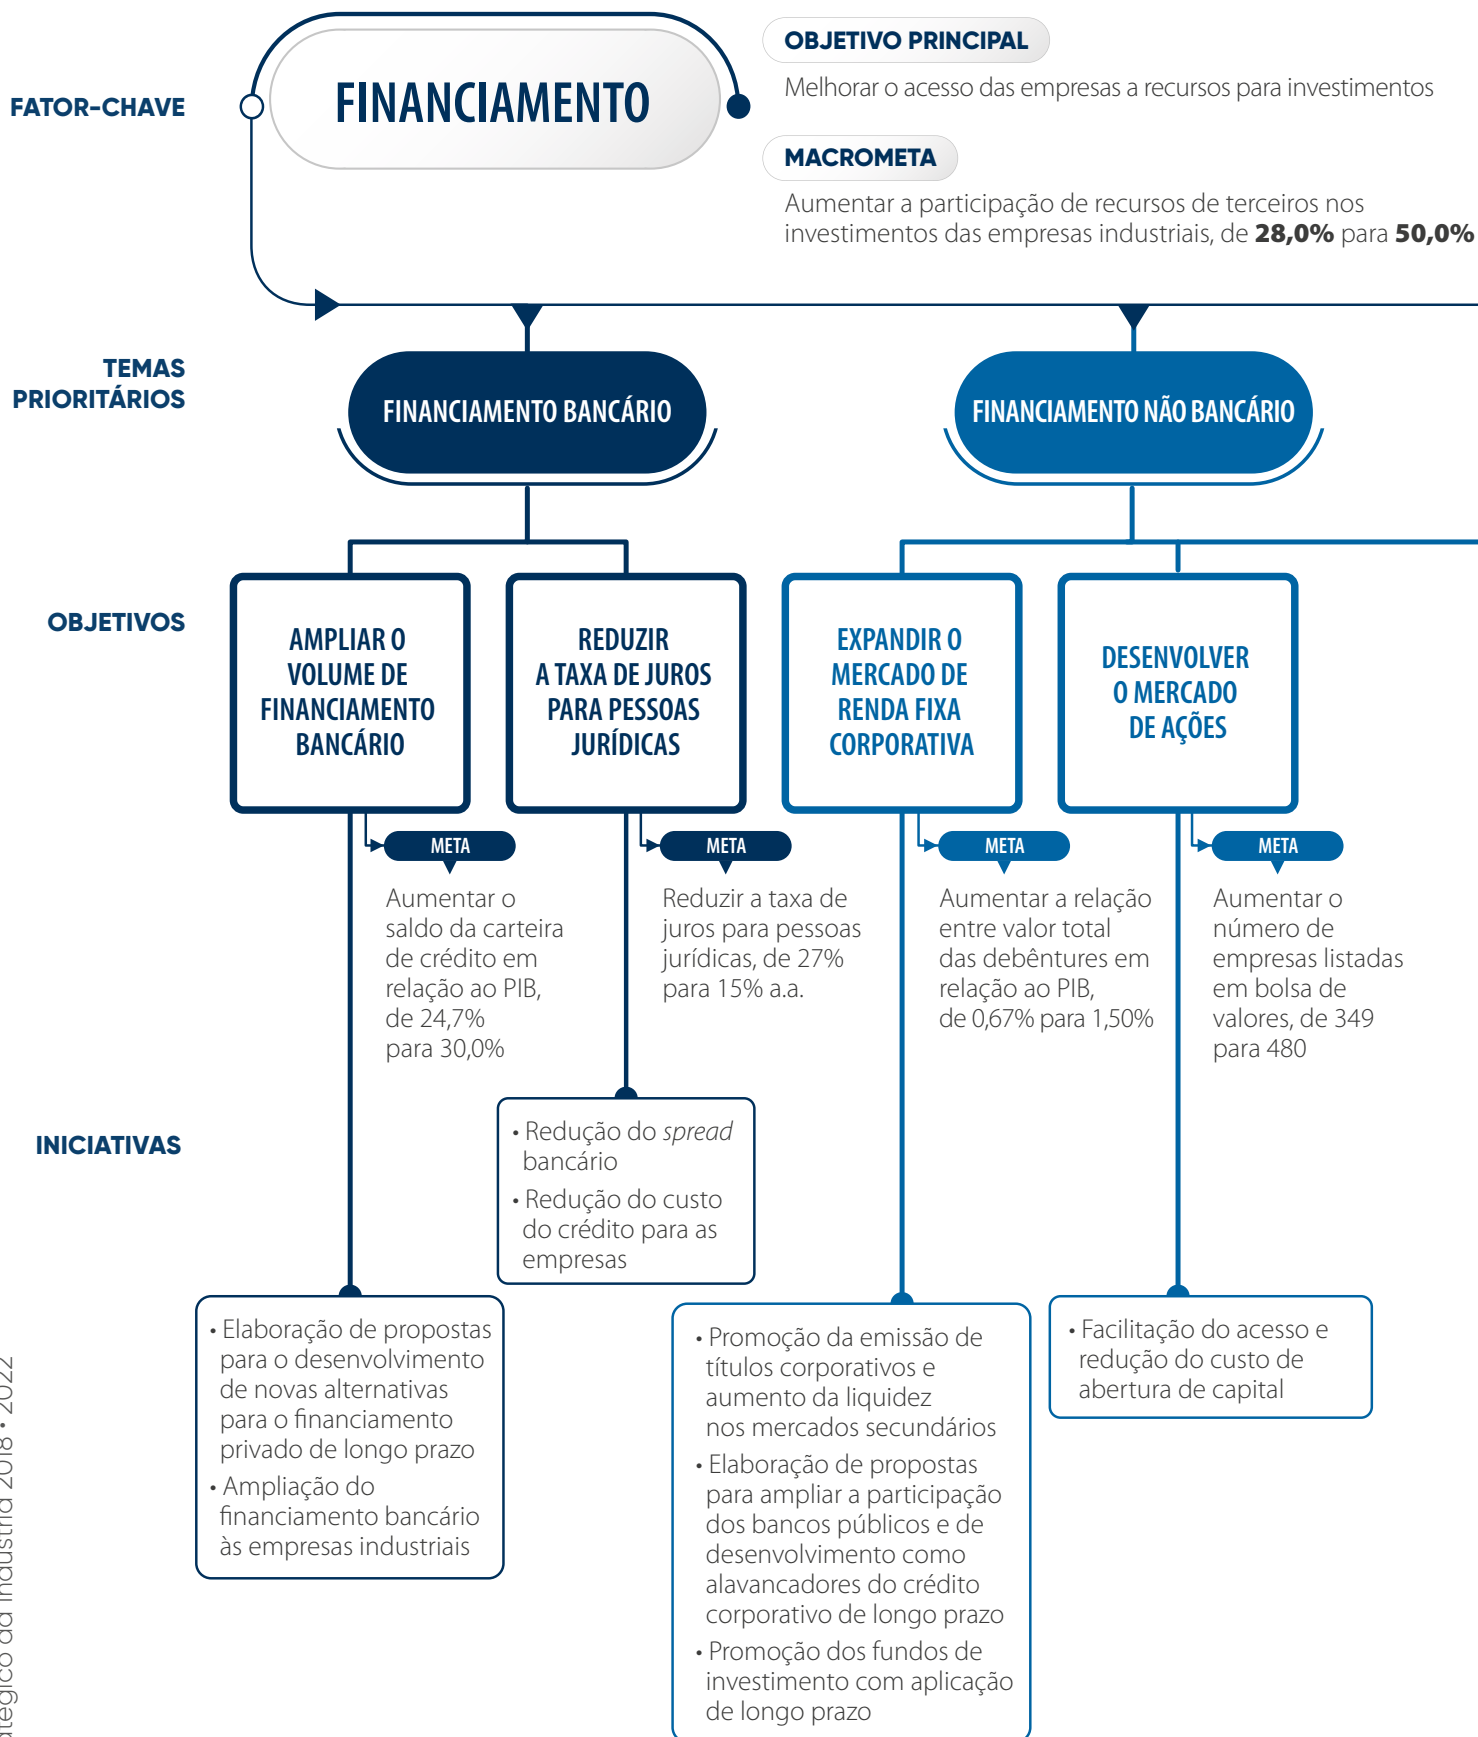 FATOR-CHAVE
FINANCIAMENTO
OBJETIVO PRINCIPAL
Melhorar o acesso das empresas a recursos para investimentos
MACROMETA
Aumentar a participação de recursos de terceiros nos
investimentos das empresas industriais, de 28,0% para 50,0%
TEMAS
PRIORITÁRIOS
FINANCIAMENTO BANCÁRIO
FINANCIAMENTO NÃO BANCÁRIO
OBJETIVOS
AMPLIAR O
VOLUME DE
FINANCIAMENTO
BANCÁRIO
META
Aumentar o
saldo da carteira
de crédito em
relação ao PIB,
de 24,7%
para 30,0%
REDUZIR
A TAXA DE JUROS
PARA PESSOAS
JURÍDICAS
META
Reduzir a taxa de
juros para pessoas
jurídicas, de 27%
para 15% a.a.
EXPANDIR O
MERCADO DE
RENDA FIXA
CORPORATIVA
META
Aumentar a relação
entre valor total
das debêntures em
relação ao PIB,
de 0,67% para 1,50%
DESENVOLVER
O MERCADO
DE AÇÕES
META
Aumentar o
número de
empresas listadas
em bolsa de
valores, de 349
para 480
INICIATIVAS
• Elaboração de propostas
para o desenvolvimento
de novas alternativas
para o financiamento
privado de longo prazo
• Ampliação do
financiamento bancário
às empresas industriais
• Redução do spread
bancário
• Redução do custo
do crédito para as
empresas
• Promoção da emissão de
títulos corporativos e
aumento da liquidez
nos mercados secundários
• Elaboração de propostas
para ampliar a participação
dos bancos públicos e de
desenvolvimento como
alavancadores do crédito
corporativo de longo prazo
• Promoção dos fundos de
investimento com aplicação
de longo prazo
• Facilitação do acesso e
redução do custo de
abertura de capital
da Indústria 2018 • 2022